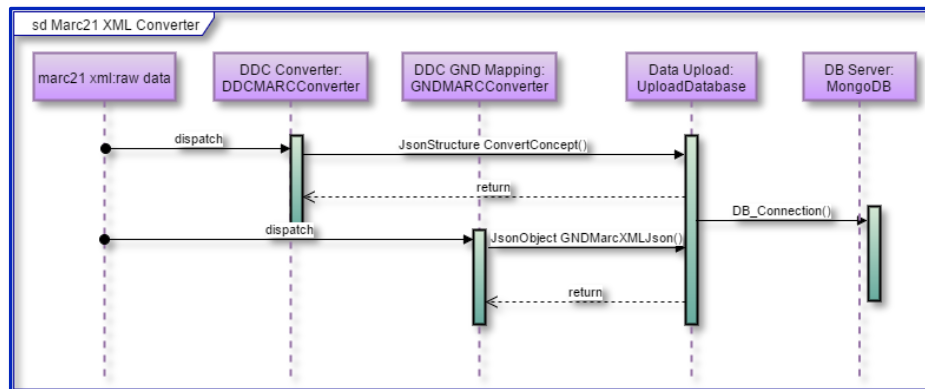 sd Marc21 XML Converter
marc21 xml:raw data
DDC Converter:
DDCMARCConverter
DDC GND Mapping:
GNDMARCConverter
Data Upload:
UploadDatabase
DB Server:
MongoDB
dispatch
JsonStructure ConvertConcept()
return
DB_Connection()
dispatch
JsonObject GNDMarcXMLJson()
return